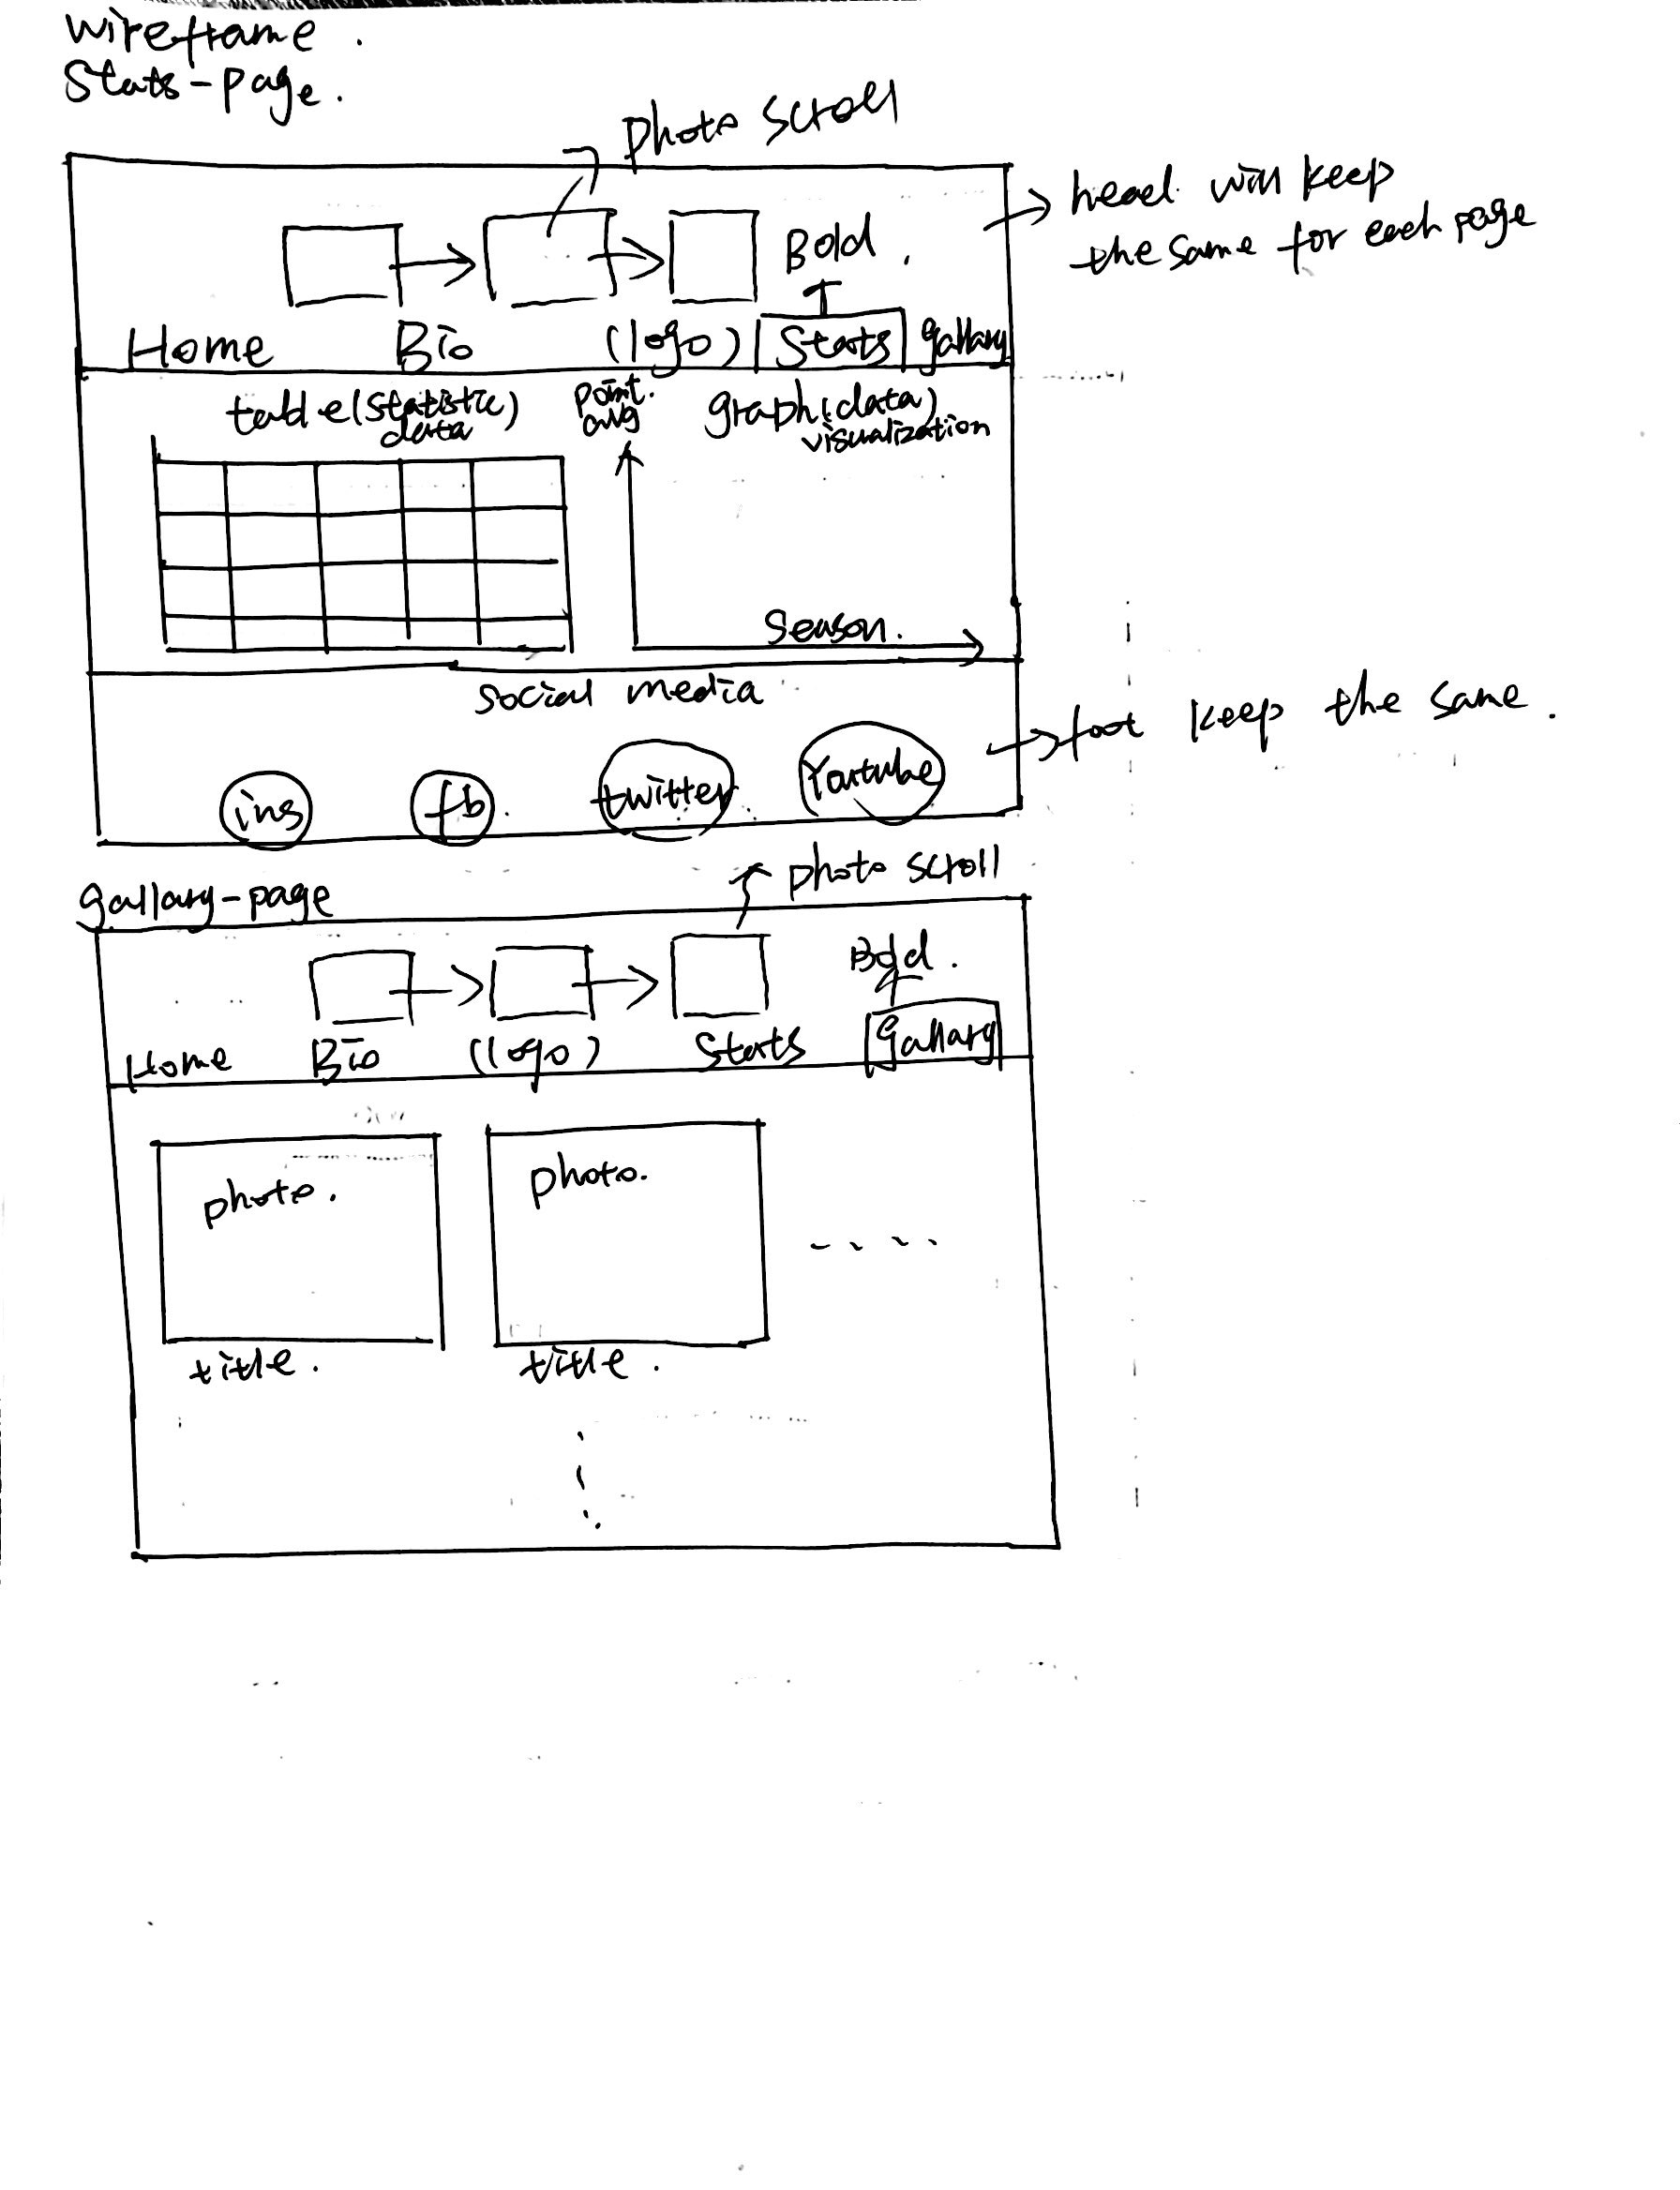 wireframe.
Stats-page.
photo scroll
head will keep
the same for each page
Bold.
Home Bio (logo) Stats gallary
table(statistic
data)
point.
avg
graph(data
visualization)
Season.
social media
foot keep the same.
ins fb. twitter Youtube
photo scroll
gallary-page
Bold.
Home Bio (logo) Stats gallary
photo. photo.
title. title.